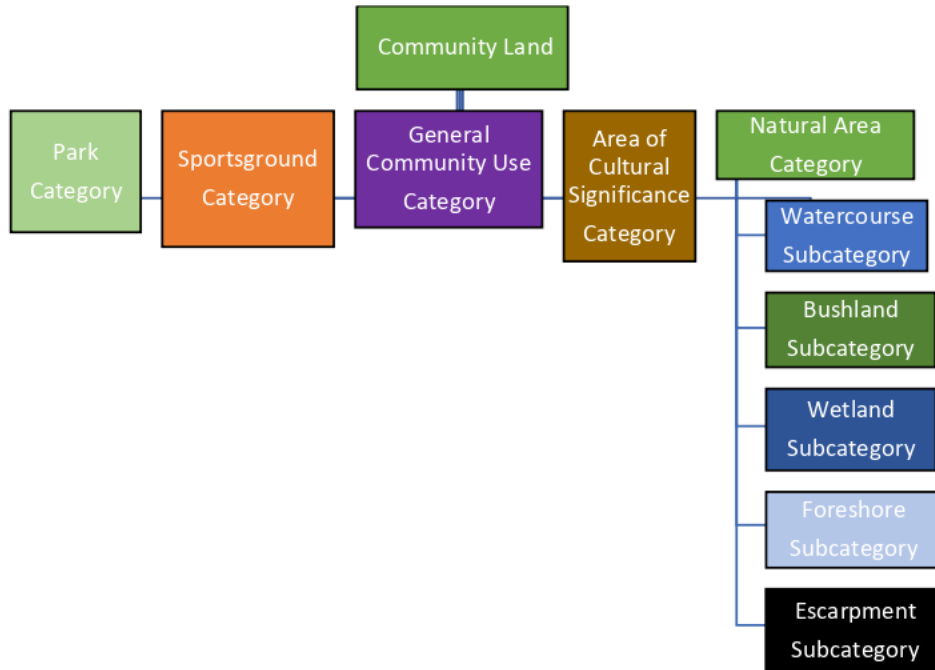 Community Land
Park
Category
Sportsground
Category
General
Community Use
Category
Area of
Cultural
Significance
Category
Natural Area
Category
Watercourse
Subcategory
Bushland
Subcategory
Wetland
Subcategory
Foreshore
Subcategory
Escarpment
Subcategory